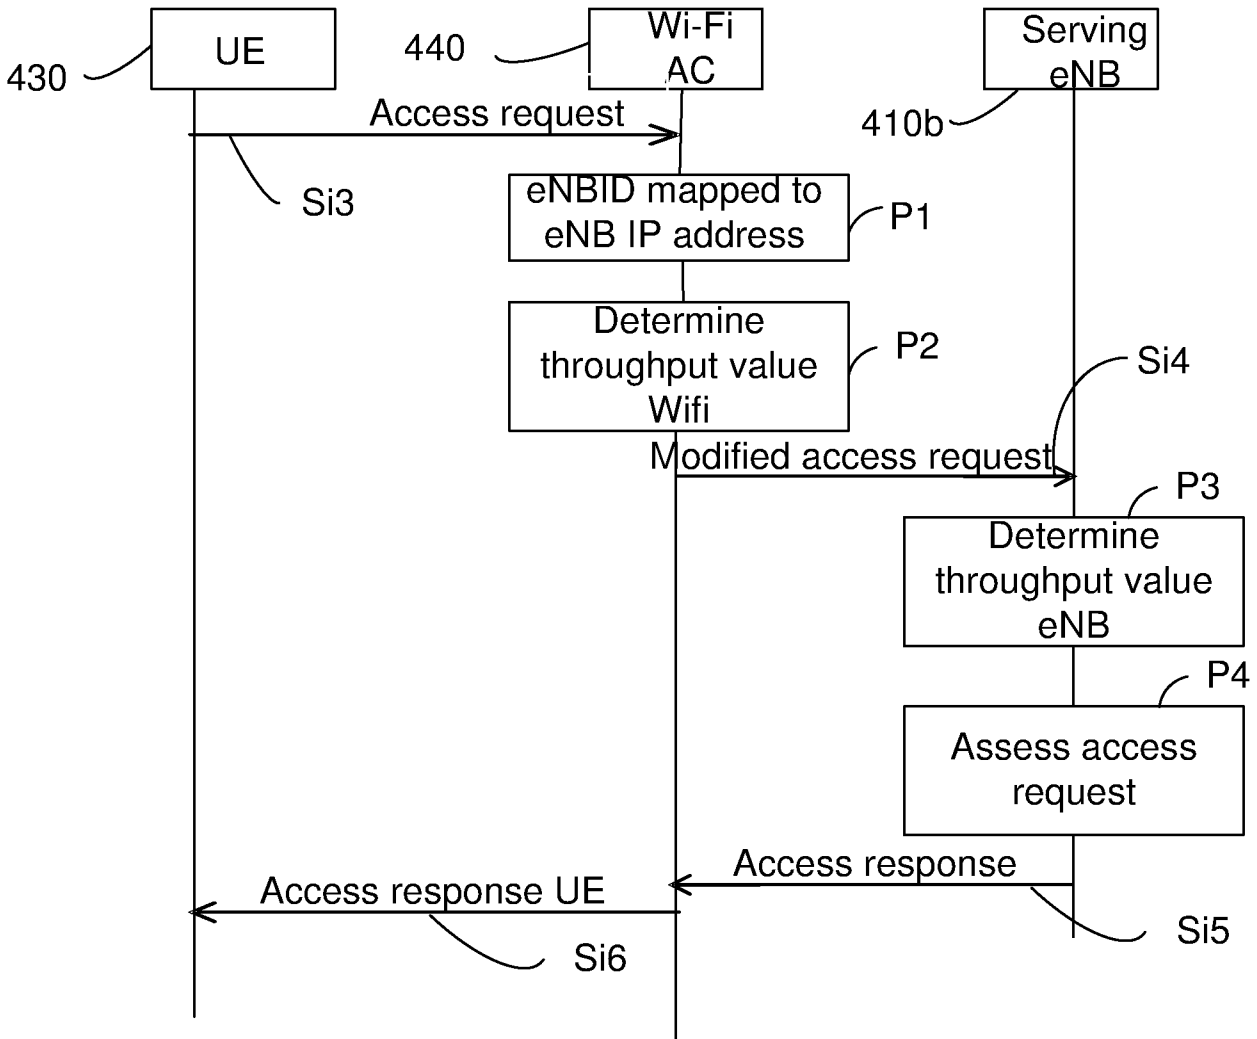 UE
430
440
Wi-Fi
AC
Serving
eNB
410b
Access request
Si3
eNBID mapped to
eNB IP address
P1
Determine
throughput value
Wifi
P2
Si4
Modified access request
P3
Determine
throughput value
eNB
P4
Assess access
request
Access response
Si5
Access response UE
Si6